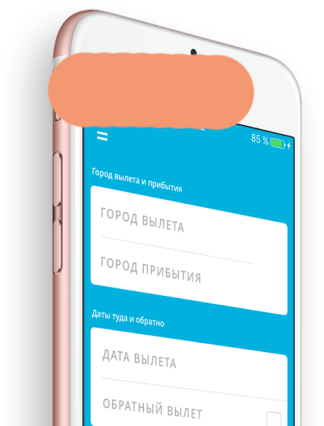 85 %
Город вылета и прибытия
ГОРОД ВЫЛЕТА
ГОРОД ПРИБЫТИЯ
Даты туда и обратно
ДАТА ВЫЛЕТА
ОБРАТНЫЙ ВЫЛЕТ